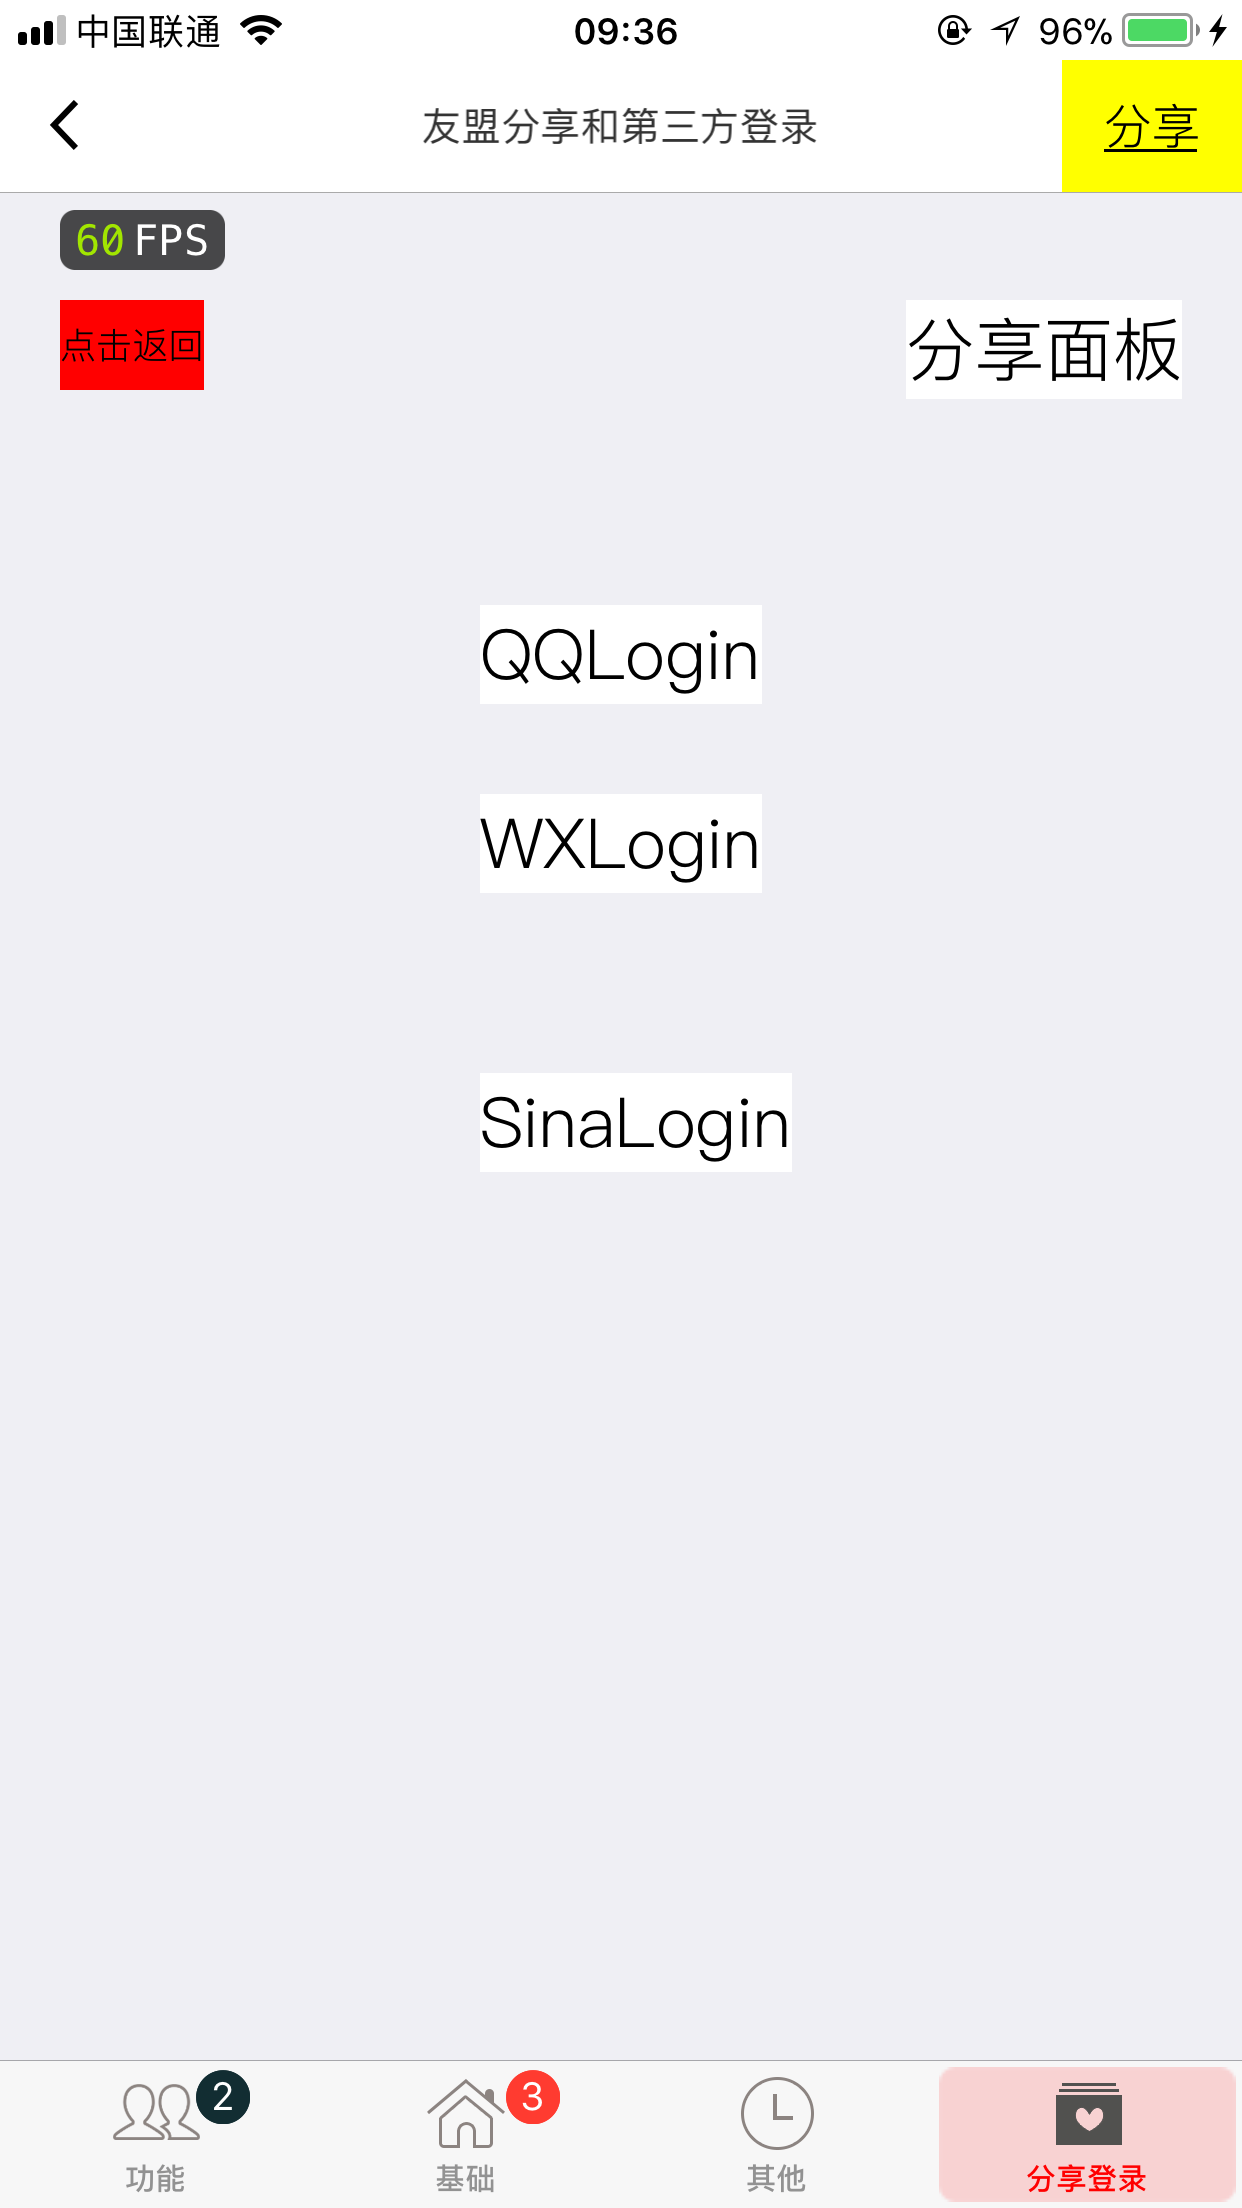 中国联通 09:36 96%
友盟分享和第三方登录 分享
60 FPS
点击返回 分享面板
QQLogin
WXLogin
SinaLogin
2 3
功能 基础 其他 分享登录